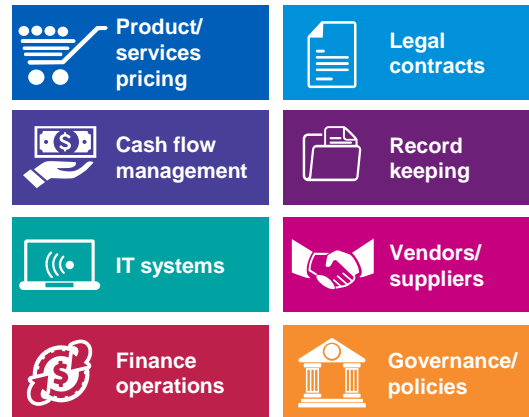 Product/
services
pricing
Legal
contracts
$
Cash flow
management
Record
keeping
IT systems
Vendors/
suppliers
$
Finance
operations
Governance/
policies